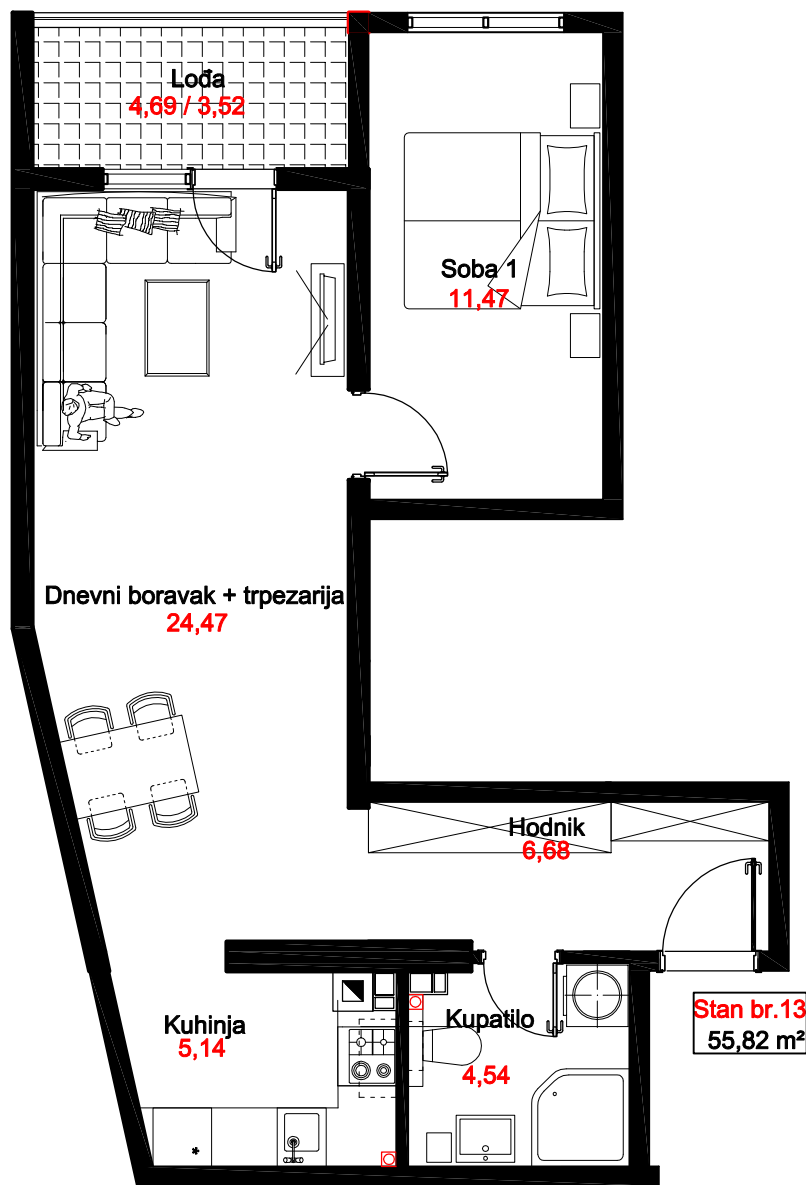 Lođa
4,69 / 3,52
Soba 1
11,47
Dnevni boravak + trpezarija
24,47
Hodnik
6,68
Kuhinja
5,14
Kupatilo
4,54
Stan br.13
55,82 m²